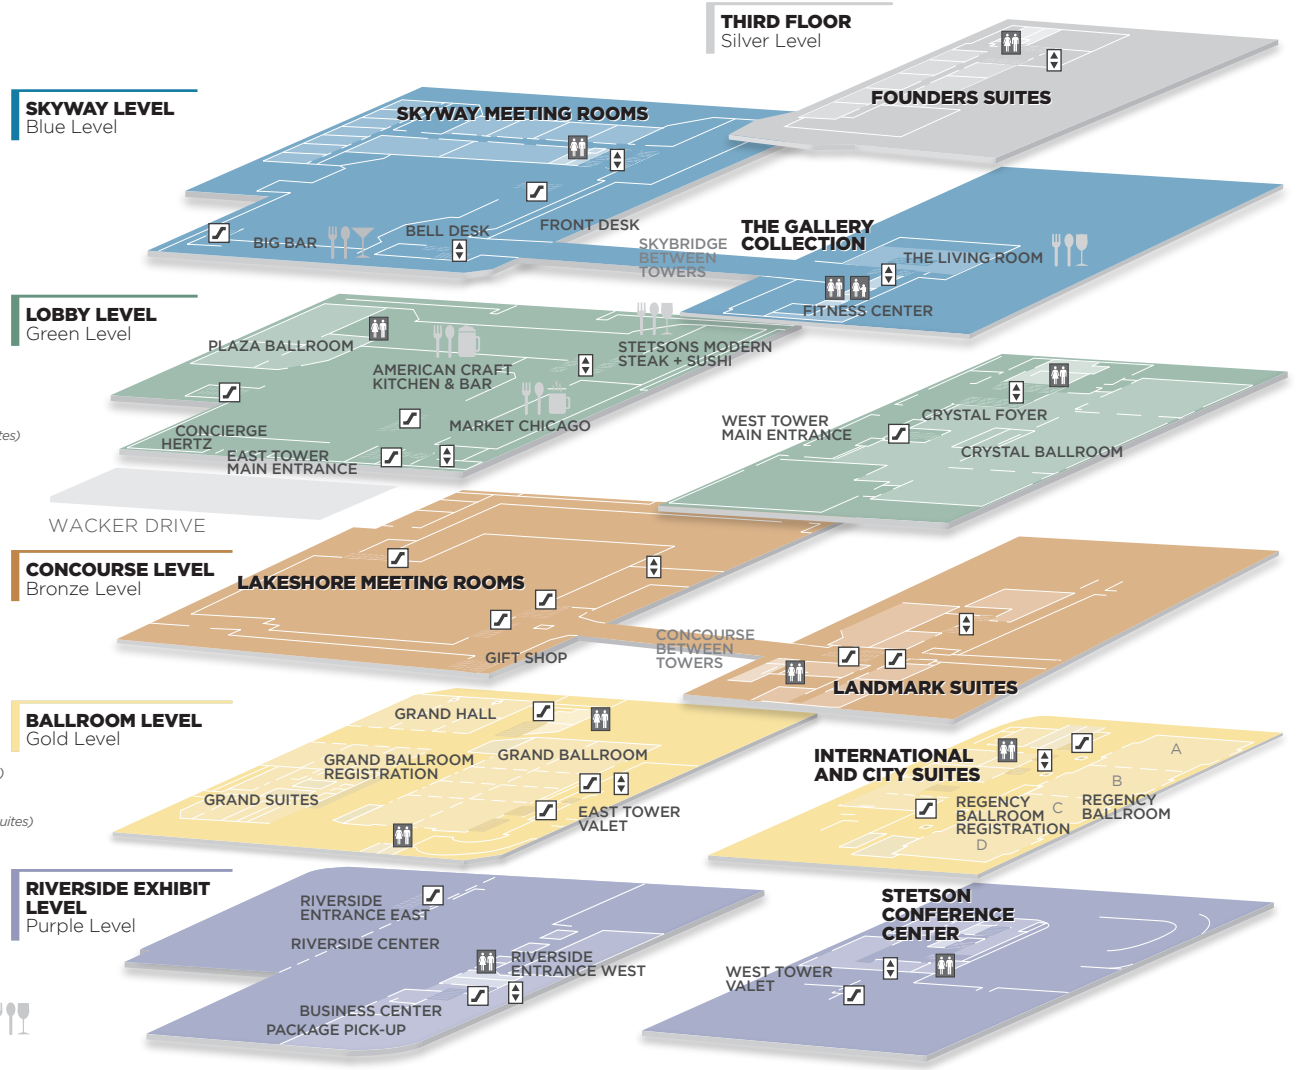 THIRD FLOOR
Silver Level
FOUNDERS SUITES
SKYWAY LEVEL
Blue Level
SKYWAY MEETING ROOMS
FRONT DESK
BELL DESK
BIG BAR
SKYBRIDGE
BETWEEN
TOWERS
THE GALLERY
COLLECTION
THE LIVING ROOM
FITNESS CENTER
LOBBY LEVEL
Green Level
PLAZA BALLROOM
AMERICAN CRAFT
KITCHEN & BAR
STETSONS MODERN
STEAK + SUSHI
MARKET CHICAGO
CONCIERGE
HERTZ
EAST TOWER
MAIN ENTRANCE
WEST TOWER
MAIN ENTRANCE
CRYSTAL FOYER
CRYSTAL BALLROOM
tes)
WACKER DRIVE
CONCOURSE LEVEL
Bronze Level
LAKESHORE MEETING ROOMS
GIFT SHOP
CONCOURSE
BETWEEN
TOWERS
LANDMARK SUITES
BALLROOM LEVEL
Gold Level
GRAND HALL
GRAND BALLROOM
REGISTRATION
GRAND BALLROOM
GRAND SUITES
EAST TOWER
VALET
INTERNATIONAL
AND CITY SUITES
A
B
C
D
REGENCY
BALLROOM
REGISTRATION
REGENCY
BALLROOM
)
uites)
RIVERSIDE EXHIBIT
LEVEL
Purple Level
RIVERSIDE
ENTRANCE EAST
RIVERSIDE CENTER
RIVERSIDE
ENTRANCE WEST
BUSINESS CENTER
PACKAGE PICK-UP
STETSON
CONFERENCE
CENTER
WEST TOWER
VALET